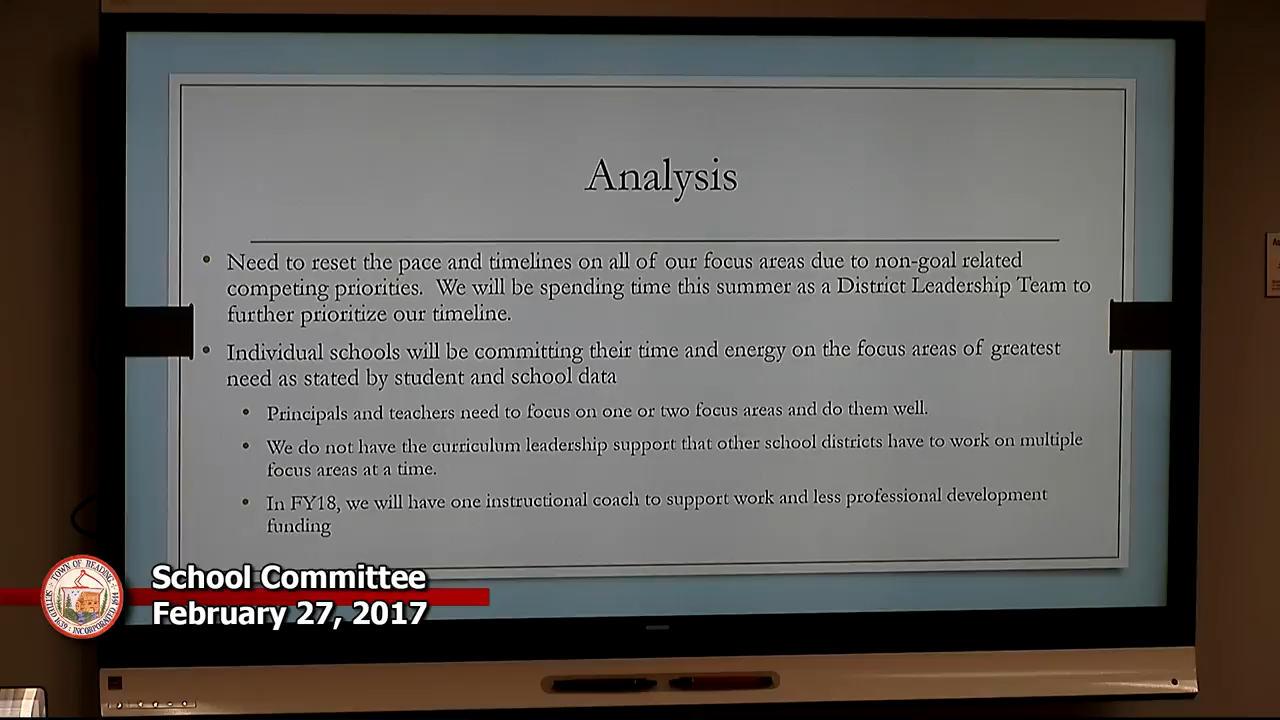 Analysis
• Need to reset the pace and timelines on all of our focus areas due to non-goal related
competing priorities. We will be spending time this summer as a District Leadership Team to
further prioritize our timeline.
• Individual schools will be committing their time and energy on the focus areas of greatest
need as stated by student and school data
• Principals and teachers need to focus on one or two focus areas and do them well.
• We do not have the curriculum leadership support that other school districts have to work on multiple
focus areas at a time.
• In FY18, we will have one instructional coach to support work and less professional development
funding
School Committee
February 27, 2017
TOWN OF READING
INCORPORATED